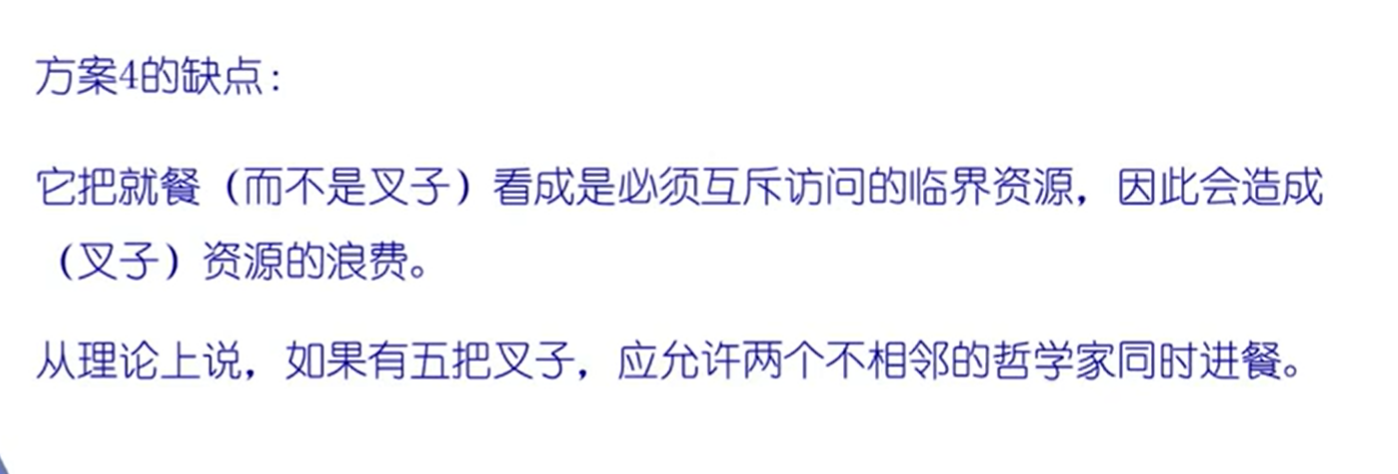 方案4的缺点：
它把就餐（而不是叉子）看成是必须互斥访问的临界资源，因此会造成
（叉子）资源的浪费。
从理论上说，如果有五把叉子，应允许两个不相邻的哲学家同时进餐。